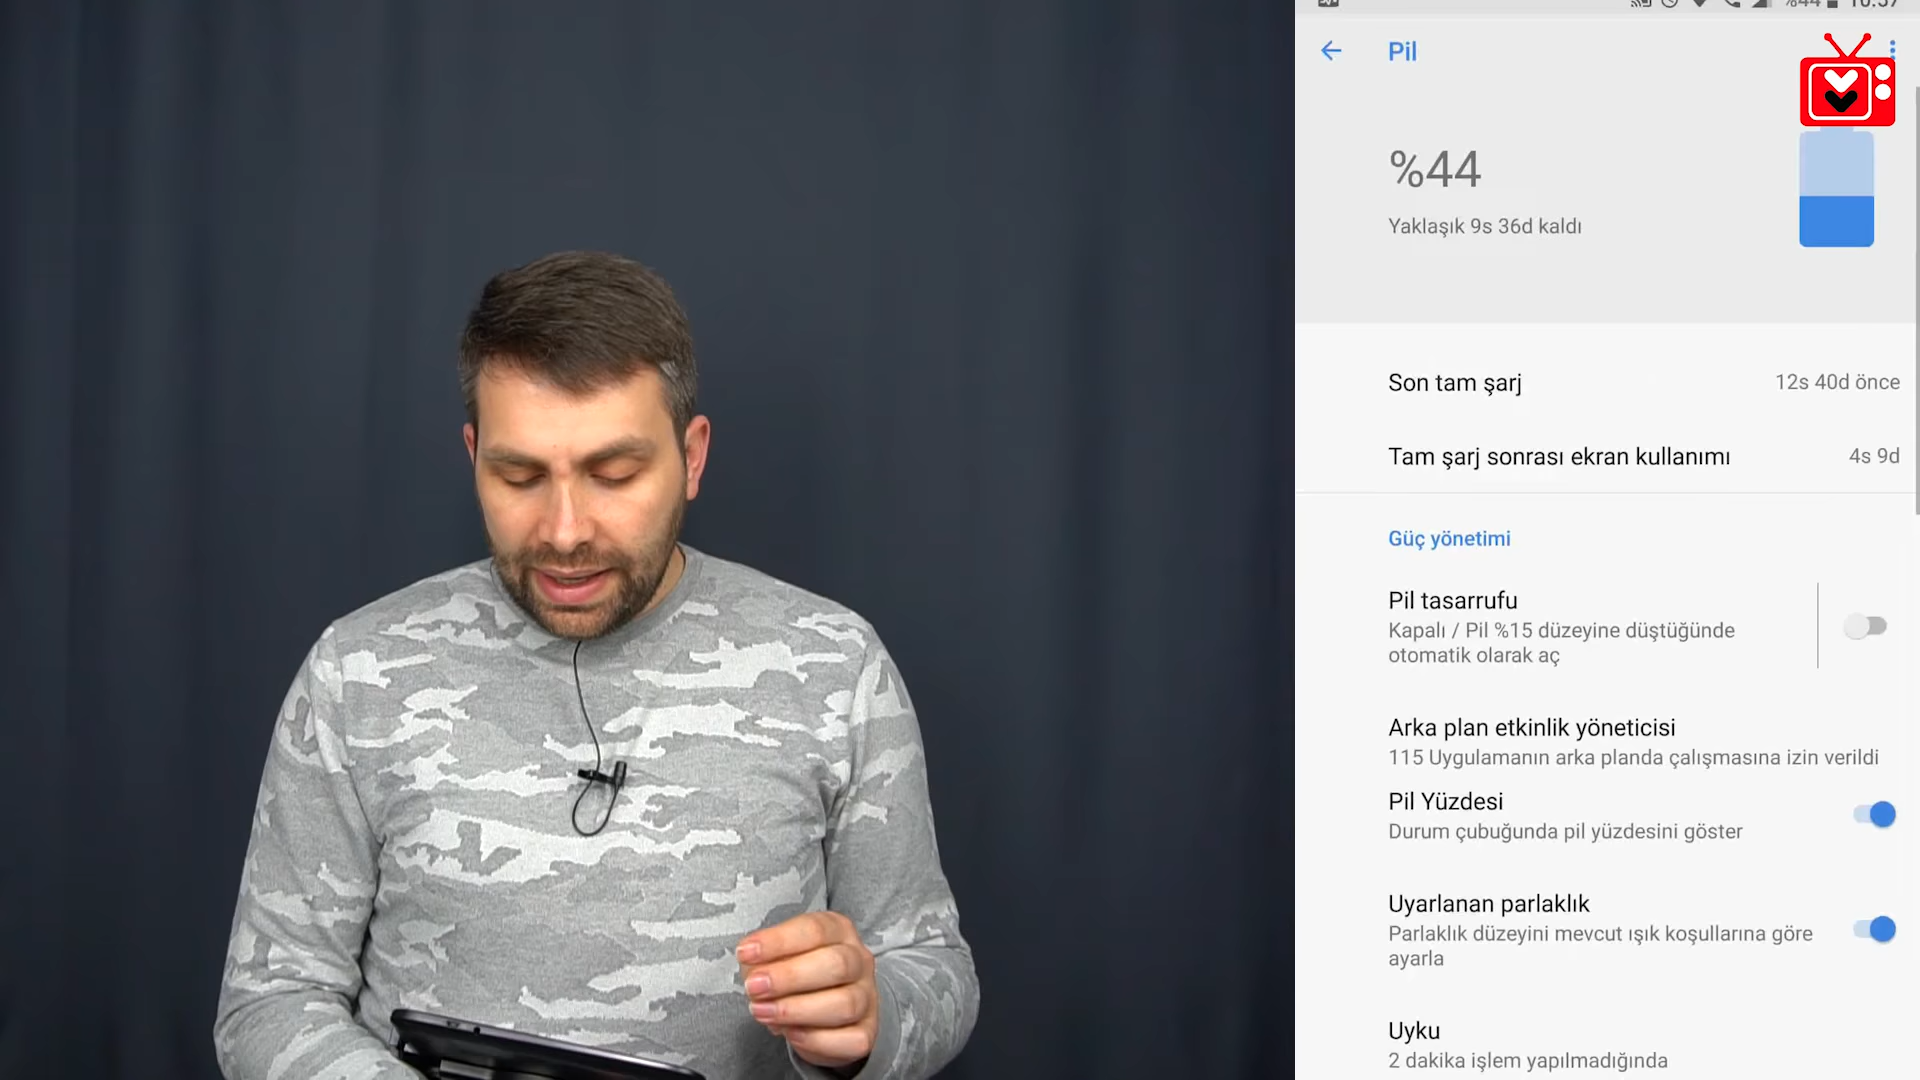 Pil
%44
Yaklaşık 9s 36d kaldı
Son tam şarj 12s 40d önce
Tam şarj sonrası ekran kullanımı 4s 9d
Güç yönetimi
Pil tasarrufu
Kapalı / Pil %15 düzeyine düştüğünde
otomatik olarak aç
Arka plan etkinlik yöneticisi
115 Uygulamanın arka planda çalışmasına izin verildi
Pil Yüzdesi
Durum çubuğunda pil yüzdesini göster
Uyarlanan parlaklık
Parlaklık düzeyini mevcut ışık koşullarına göre
ayarla
Uyku
2 dakika işlem yapılmadığında